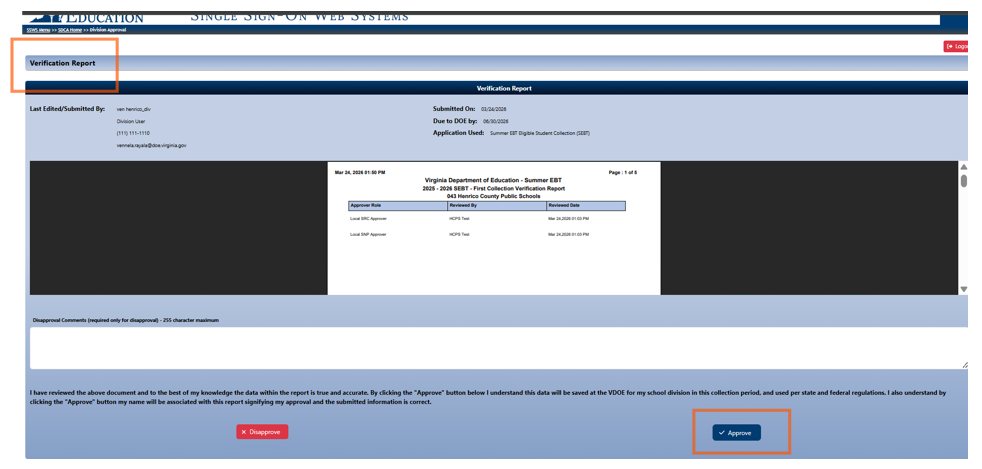 EDUCATION SINGLE SIGN-ON WEB SYSTEMS
SSWS Menu >> SDCA Home >> Division Approval
Logou
Verification Report
Verification Report
Last Edited/Submitted By: ven henrico_div
Division User
(111) 111-1110
vennela.rayala@doe.virginia.gov
Submitted On: 03/24/2026
Due to DOE by: 06/30/2026
Application Used: Summer EBT Eligible Student Collection (SEBT)
Mar 24, 2026 01:50 PM Page : 1 of 5
Virginia Department of Education - Summer EBT
2025 - 2026 SEBT - First Collection Verification Report
043 Henrico County Public Schools
Approver Role Reviewed By Reviewed Date
Local SRC Approver HCPS Test Mar 24,2026 01:03 PM
Local SNP Approver HCPS Test Mar 24,2026 01:03 PM
Disapproval Comments (required only for disapproval) - 255 character maximum
I have reviewed the above document and to the best of my knowledge the data within the report is true and accurate. By clicking the "Approve" button below I understand this data will be saved at the VDOE for my school division in this collection period, and used per state and federal regulations. I also understand by
clicking the "Approve" button my name will be associated with this report signifying my approval and the submitted information is correct.
Disapprove
Approve